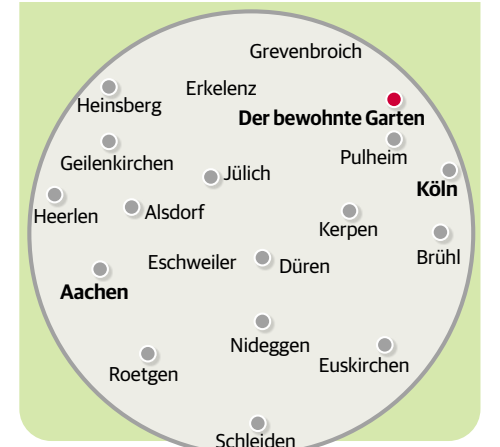 Grevenbroich
Erkelenz
Heinsberg
Der bewohnte Garten
Geilenkirchen
Pulheim
Jülich
Köln
Heerlen
Alsdorf
Kerpen
Brühl
Eschweiler
Düren
Aachen
Nideggen
Euskirchen
Roetgen
Schleiden